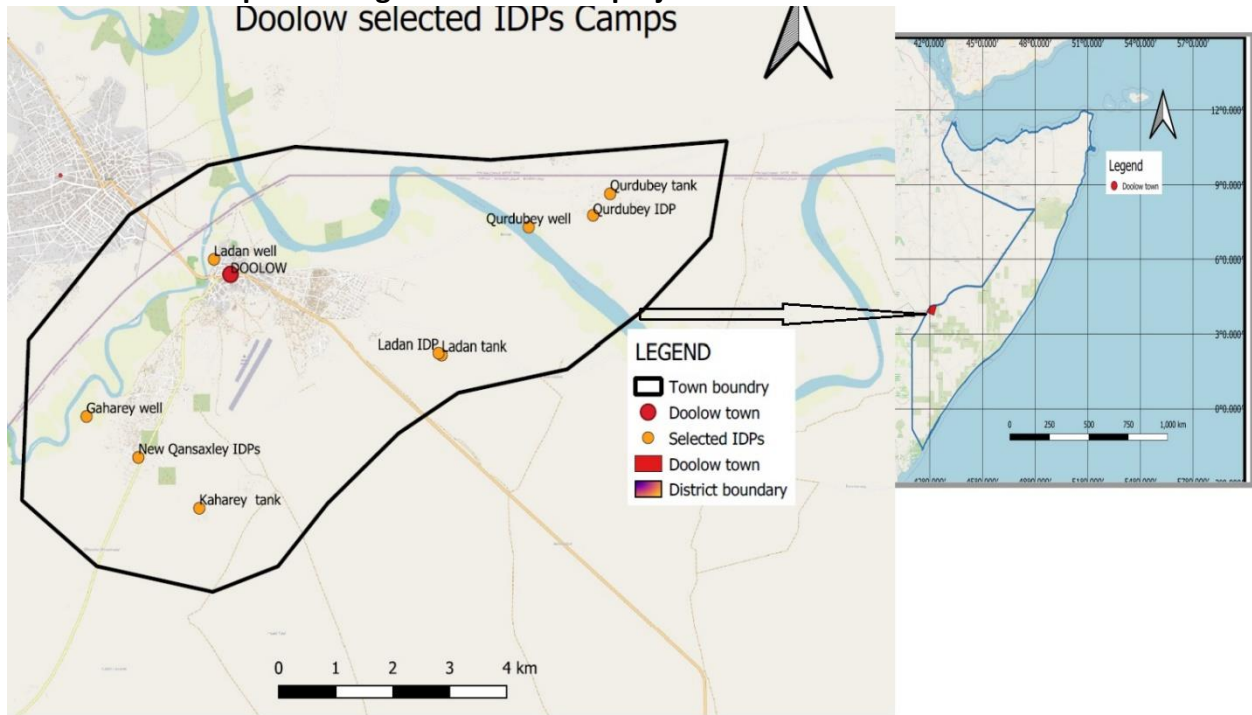 Doolow selected IDPs Camps
Qurdubey tank
Qurdubey IDP
Qurdubey well
Ladan well
DOOLOW
Ladan IDP
Ladan tank
Gaharey well
New Qansaxley IDPs
Kaharey tank
LEGEND
Town boundry
Doolow town
Selected IDPs
Doolow town
District boundary
0 1 2 3 4 km
42°0.000' 45°0.000' 48°0.000' 51°0.000' 54°0.000' 57°0.000'
12°0.000'
9°0.000'
6°0.000'
3°0.000'
0°0.000'
Legend
Doolow town
0 250 500 750 1,000 km